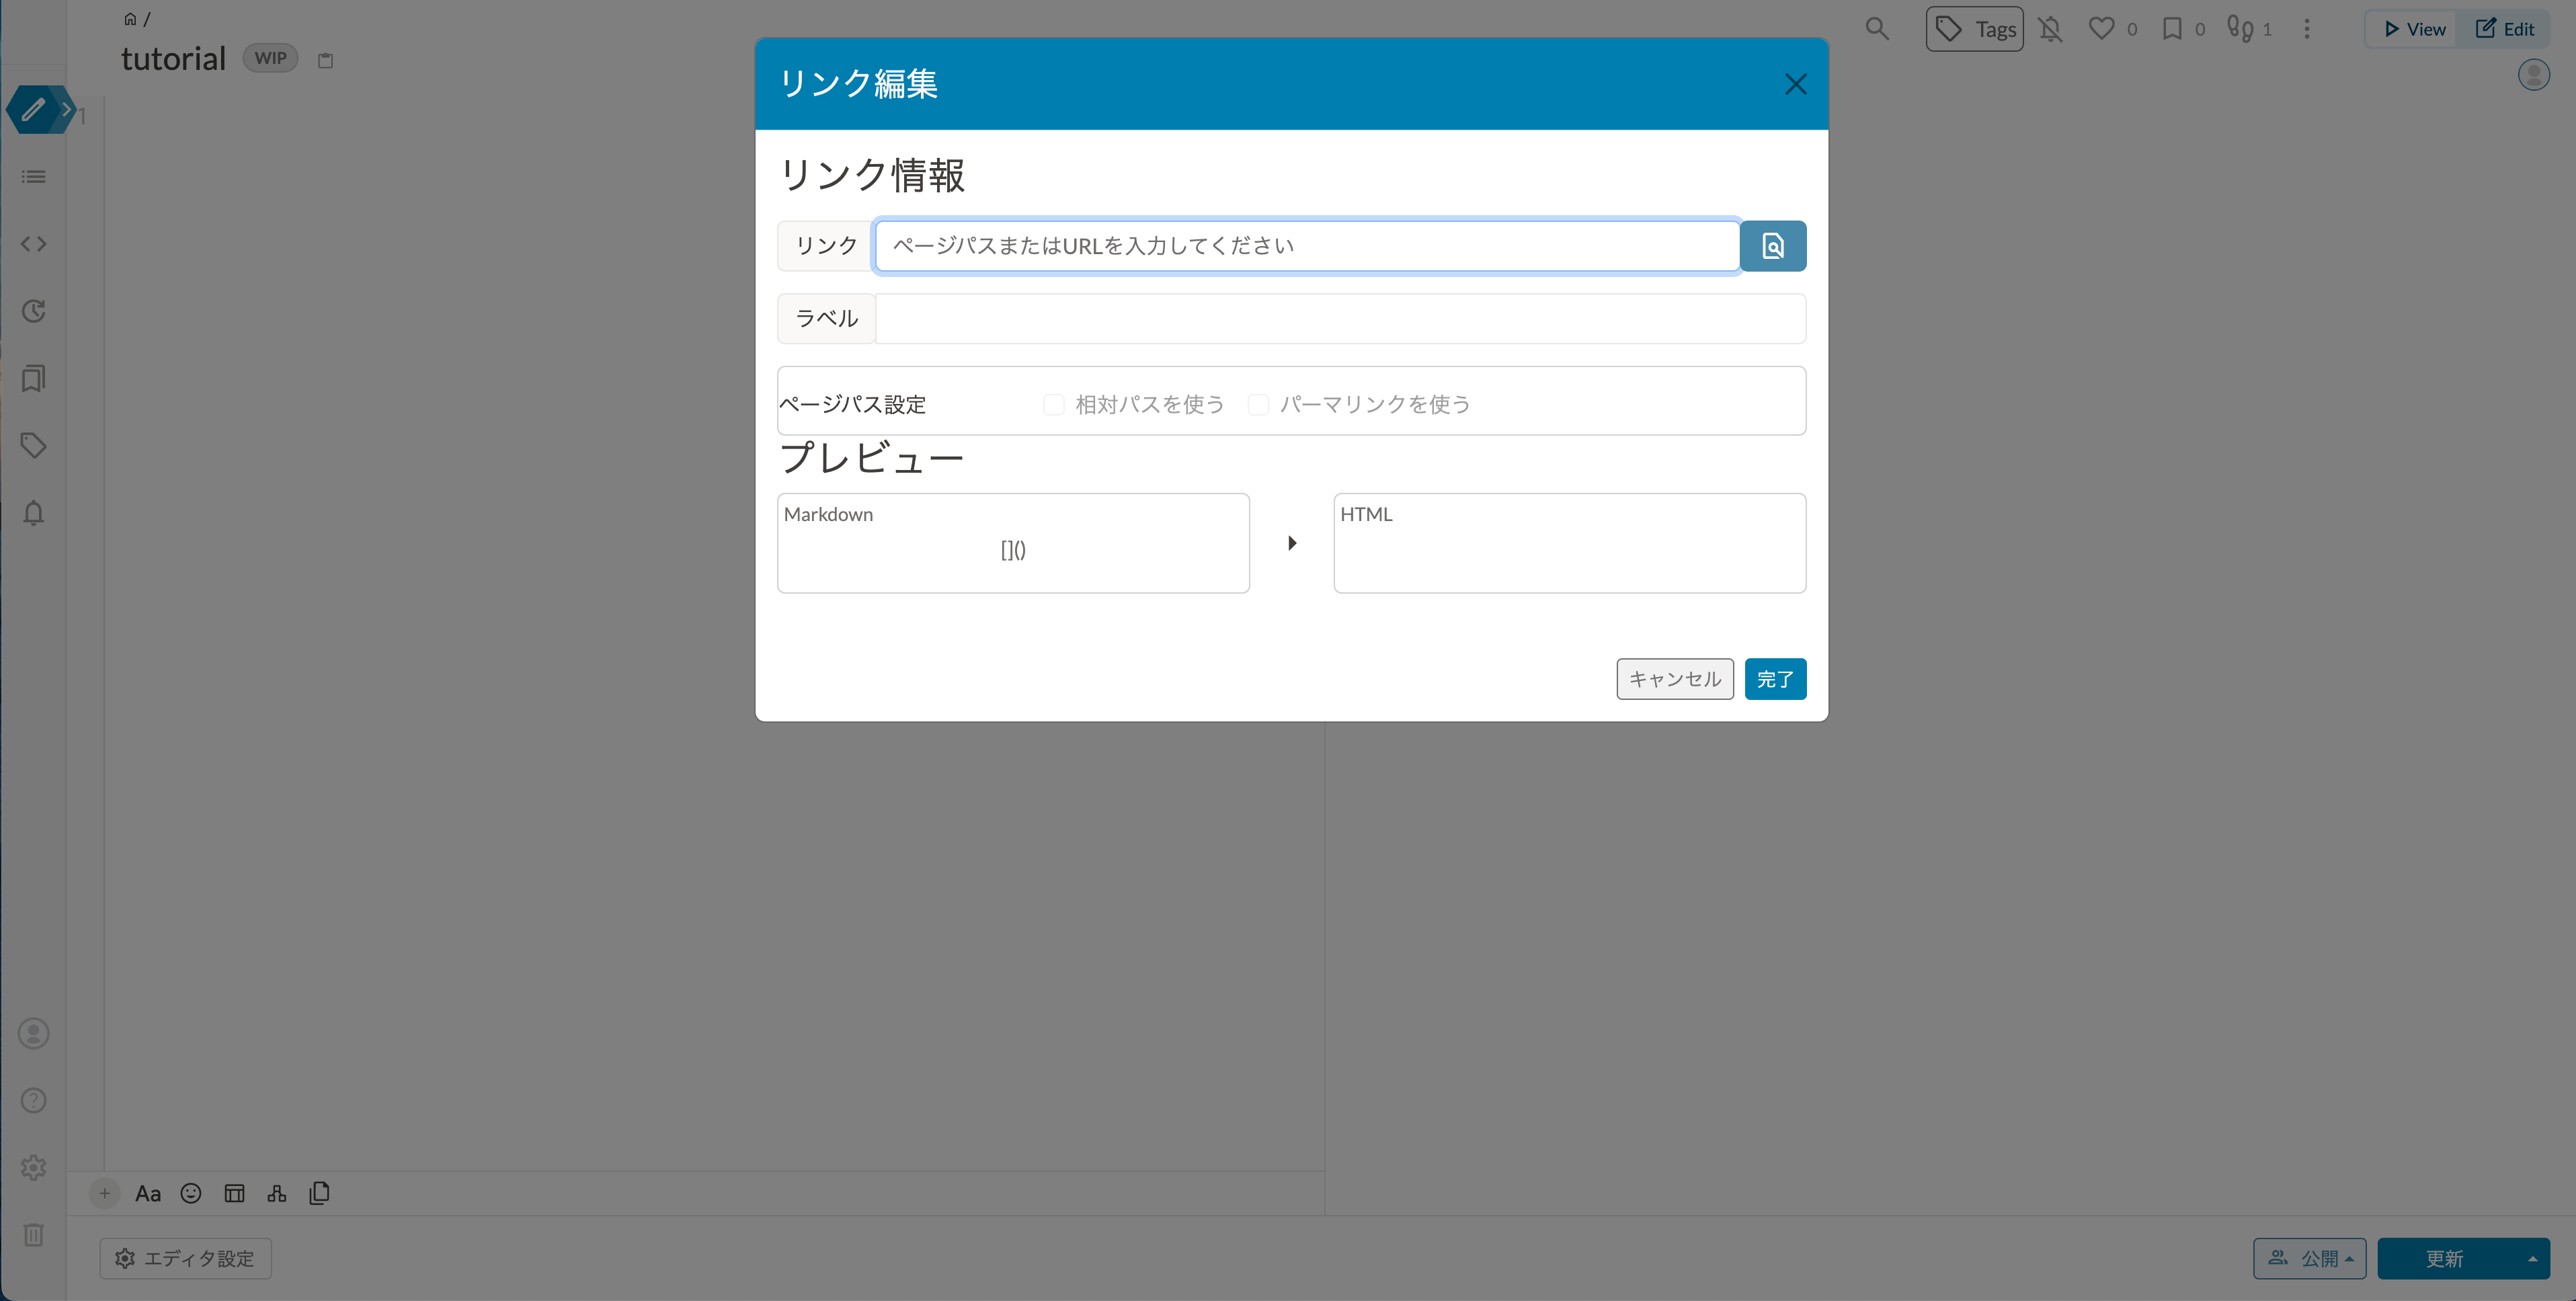 /
tutorial WIP
Tags 0 0 1 View Edit
1
リンク編集
リンク情報
リンク ページパスまたはURLを入力してください
ラベル
ページパス設定 相対パスを使う パーマリンクを使う
プレビュー
Markdown
[]()
HTML
キャンセル 完了
Aa
エディタ設定 公開 更新